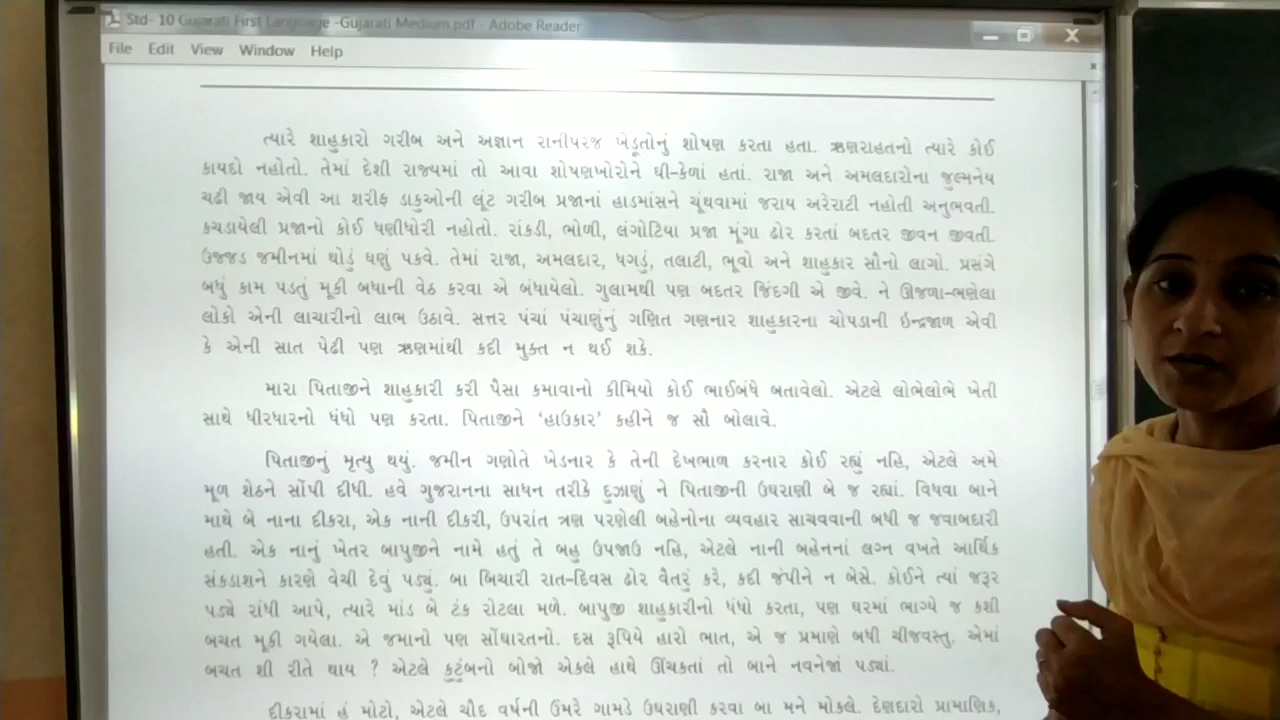 Std- 10 Gujarati First Language -Gujarati Medium.pdf - Adobe Reader
File Edit View Window Help
ત્યારે શાહુકારો ગરીબ અને અજ્ઞાન રાનીપરજ ખેડૂતોનું શોષણ કરતા હતા. ઋણરાહતનો ત્યારે કોઈ
કાયદો નહોતો. તેમાં દેશી રાજ્યમાં તો આવા શોષણખોરોને ઘી-કેળાં હતાં. રાજા અને અમલદારોના જુલ્મનેય
ચઢી જાય એવી આ શરીફ ડાકુઓની લૂંટ ગરીબ પ્રજાનાં હાડમાંસને ચૂંથવામાં જરાય અરેરાટી નહોતી અનુભવતી.
કચડાયેલી પ્રજાનો કોઈ ધણીધોરી નહોતો. રાંકડી, ભોળી, લંગોટિયા પ્રજા મૂંગા ઢોર કરતાં બદતર જીવન જીવતી.
ઉજ્જડ જમીનમાં થોડું ઘણું પકવે. તેમાં રાજા, અમલદાર, ધગડું, તલાટી, ભૂવો અને શાહુકાર સૌનો લાગો. પ્રસંગે
બધું કામ પડતું મૂકી બધાની વેઠ કરવા એ બંધાયેલો. ગુલામથી પણ બદતર જિંદગી એ જીવે. ને ઊજળા-ભણેલા
લોકો એની લાચારીનો લાભ ઉઠાવે. સત્તર પંચાં પંચાણુંનું ગણિત ગણનાર શાહુકારના ચોપડાની ઇન્દ્રજાળ એવી
કે એની સાત પેઢી પણ ઋણમાંથી કદી મુક્ત ન થઈ શકે.
મારા પિતાજીને શાહુકારી કરી પૈસા કમાવાનો કીમિયો કોઈ ભાઈબંધે બતાવેલો. એટલે લોભેલોભે ખેતી
સાથે ધીરધારનો ધંધો પણ કરતા. પિતાજીને ‘હાઉકાર’ કહીને જ સૌ બોલાવે.
પિતાજીનું મૃત્યુ થયું. જમીન ગણોતે ખેડનાર કે તેની દેખભાળ કરનાર કોઈ રહ્યું નહિ, એટલે અમે
મૂળ શેઠને સોંપી દીધી. હવે ગુજરાનના સાધન તરીકે દુઝાણું ને પિતાજીની ઉઘરાણી બે જ રહ્યાં. વિધવા બાને
માથે બે નાના દીકરા, એક નાની દીકરી, ઉપરાંત ત્રણ પરણેલી બહેનોના વ્યવહાર સાચવવાની બધી જ જવાબદારી
હતી. એક નાનું ખેતર બાપુજીને નામે હતું તે બહુ ઉપજાઉ નહિ, એટલે નાની બહેનનાં લગ્ન વખતે આર્થિક
સંકડાશને કારણે વેચી દેવું પડ્યું. બા બિચારી રાત-દિવસ ઢોર વૈતરું કરે, કદી જંપીને ન બેસે. કોઈને ત્યાં જરૂર
પડ્યે રાંધી આપે, ત્યારે માંડ બે ટંક રોટલા મળે. બાપુજી શાહુકારીનો ધંધો કરતા, પણ ઘરમાં ભાગ્યે જ કશી
બચત મૂકી ગયેલા. એ જમાનો પણ સોંઘારતનો. દસ રૂપિયે હારો ભાત, એ જ પ્રમાણે બધી ચીજવસ્તુ. એમાં
બચત શી રીતે થાય ? એટલે કુટુંબનો બોજો એકલે હાથે ઊંચકતાં તો બાને નવનેજાં પડ્યાં.
દીકરામાં હું મોટો, એટલે ચૌદ વર્ષની ઉંમરે ગામડે ઉઘરાણી કરવા બા મને મોકલે. દેણદારો પ્રામાણિક,